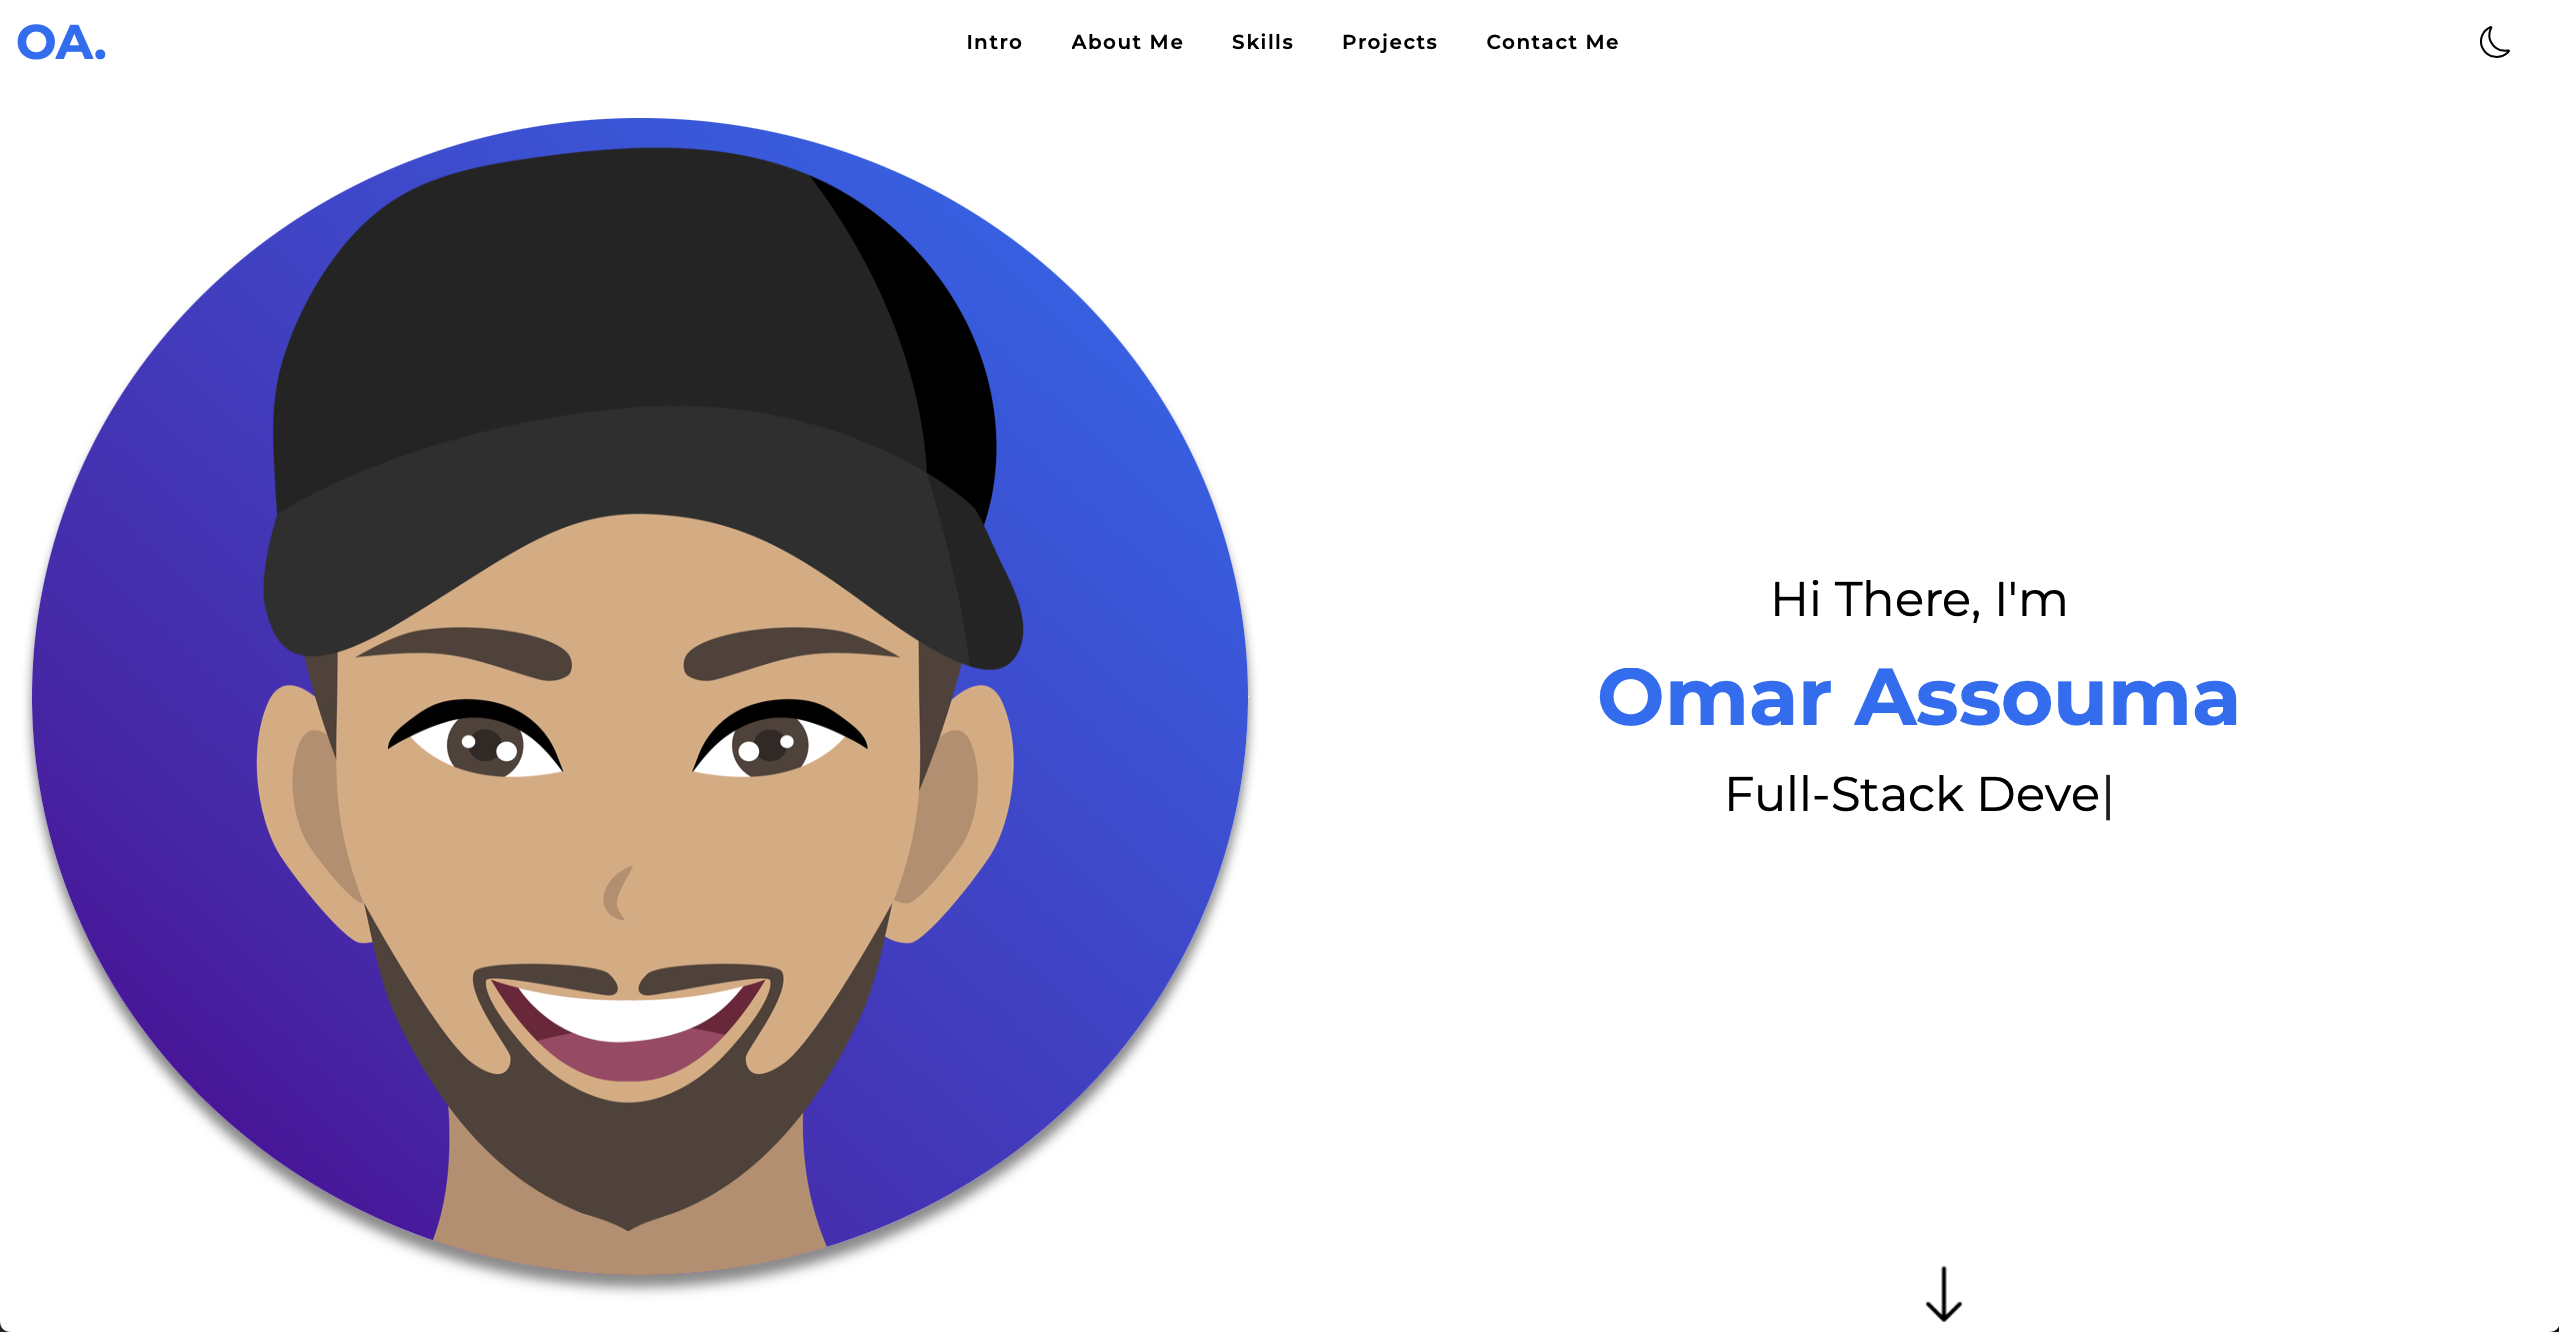 OA.
Intro About Me Skills Projects Contact Me
Hi There, I'm
Omar Assouma
Full-Stack Deve|